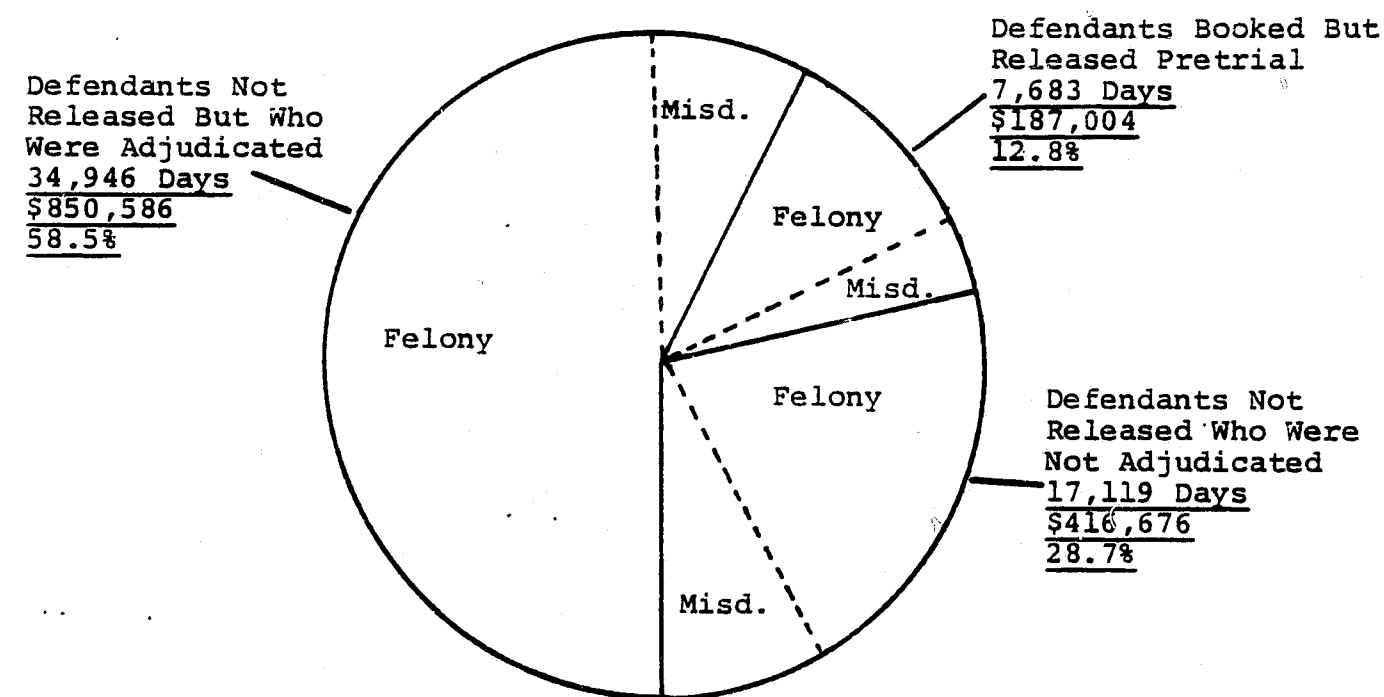 Defendants Not
Released But Who
Were Adjudicated
34,946 Days
$850,586
58.5%
Misd.
Defendants Booked But
Released Pretrial
7,683 Days
$187,004
12.8%
Felony
Misd.
Felony
Felony
Defendants Not
Released Who Were
Not Adjudicated
17,119 Days
$416,676
28.7%
Misd.